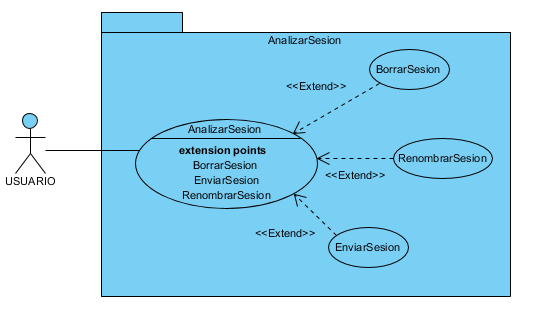 AnalizarSesion
BorrarSesion
<<Extend>>
AnalizarSesion
extension points
BorrarSesion
EnviarSesion
RenombrarSesion
RenombrarSesion
<<Extend>>
USUARIO
<<Extend>>
EnviarSesion